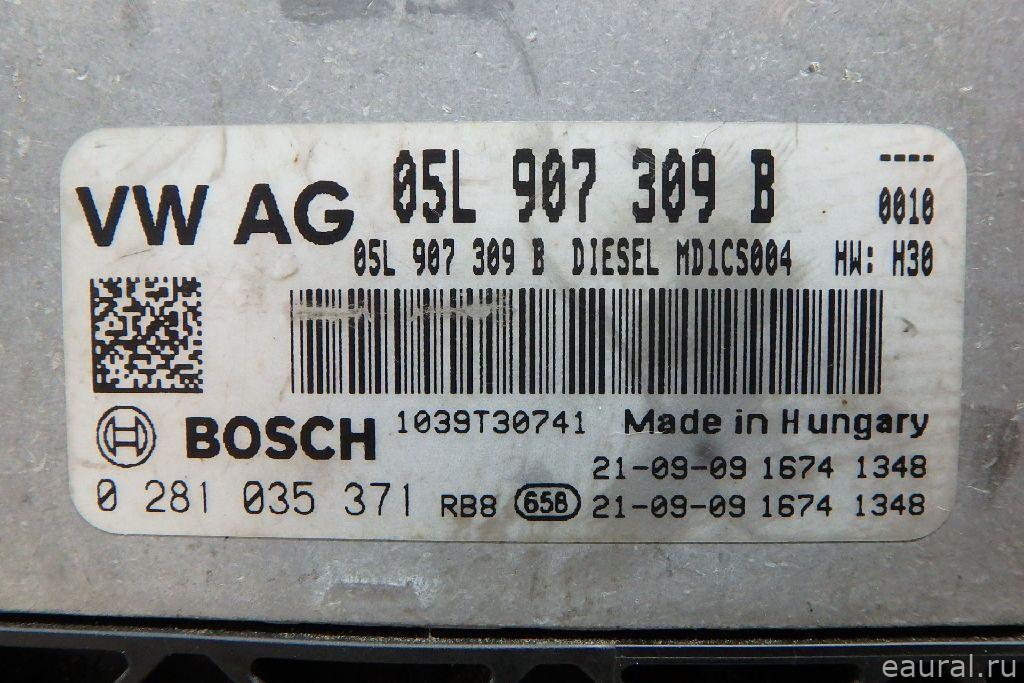 VW AG 05L 907 309 B ----
0010
05L 907 309 B DIESEL MD1CS004 HW: H30
BOSCH 1039T30741 Made in Hungary
21-09-09 1674 1348
0 281 035 371 RB8 658 21-09-09 1674 1348
eaural.ru